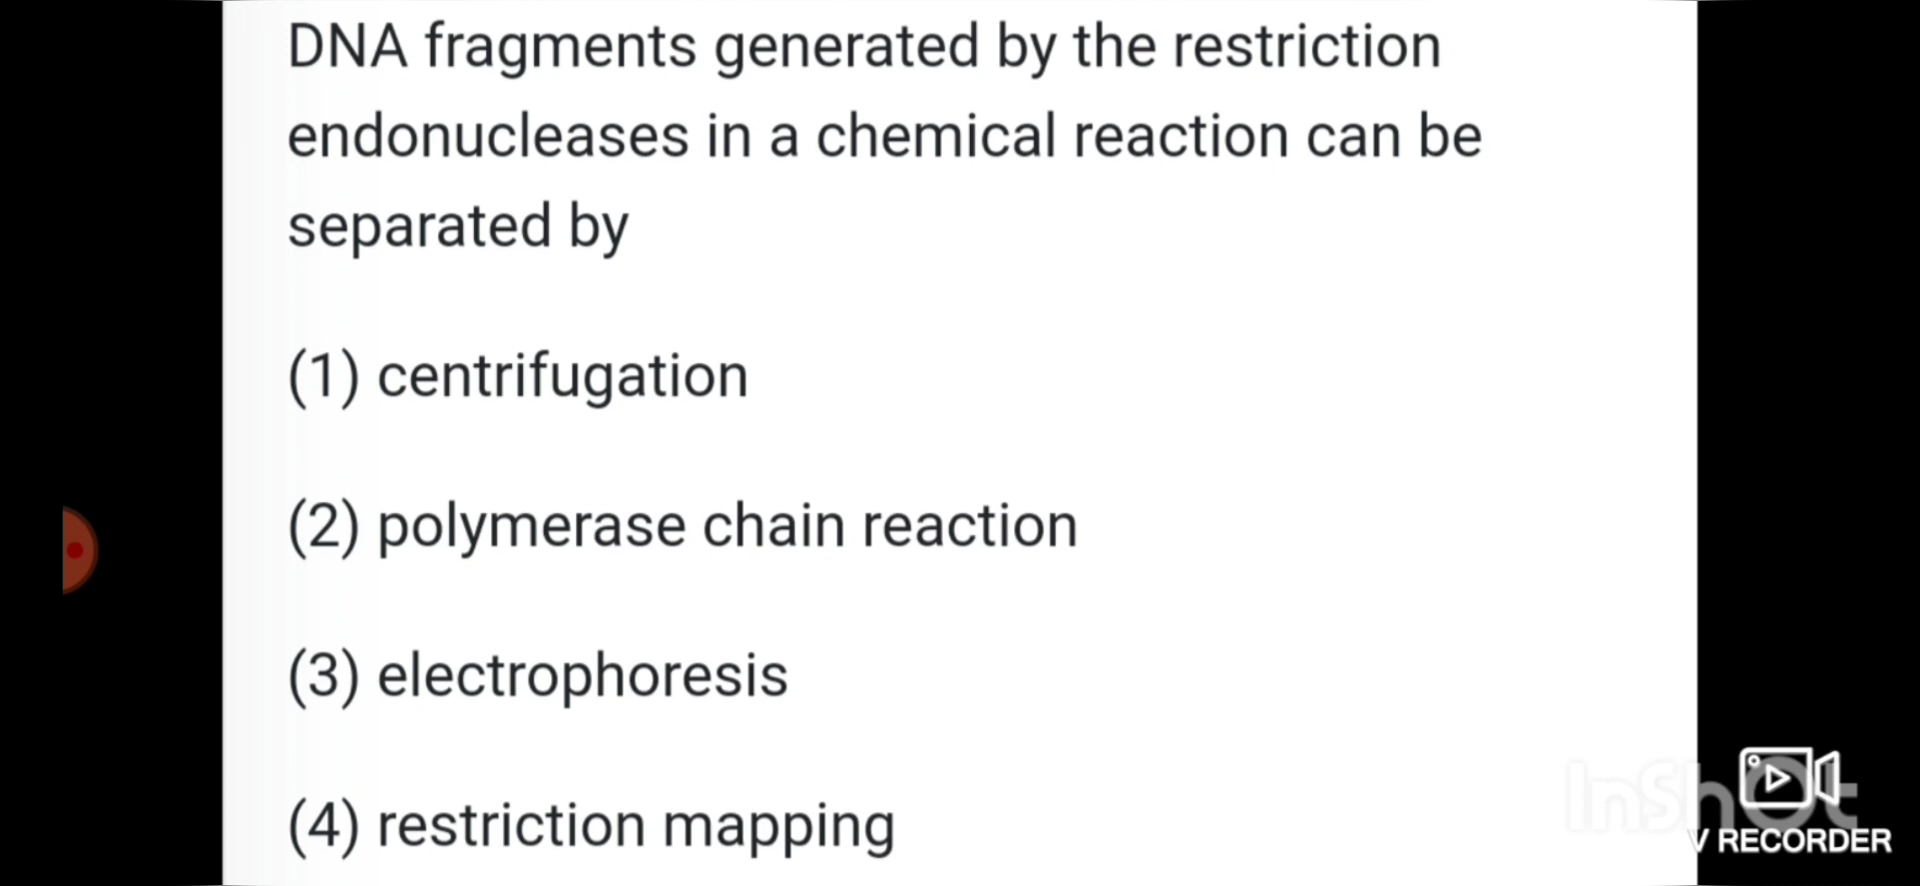 DNA fragments generated by the restriction
endonucleases in a chemical reaction can be
separated by
(1) centrifugation
(2) polymerase chain reaction
(3) electrophoresis
(4) restriction mapping
InShot
V RECORDER